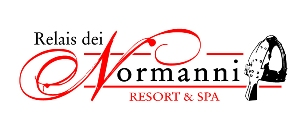 Relais dei
Normanni
RESORT & SPA